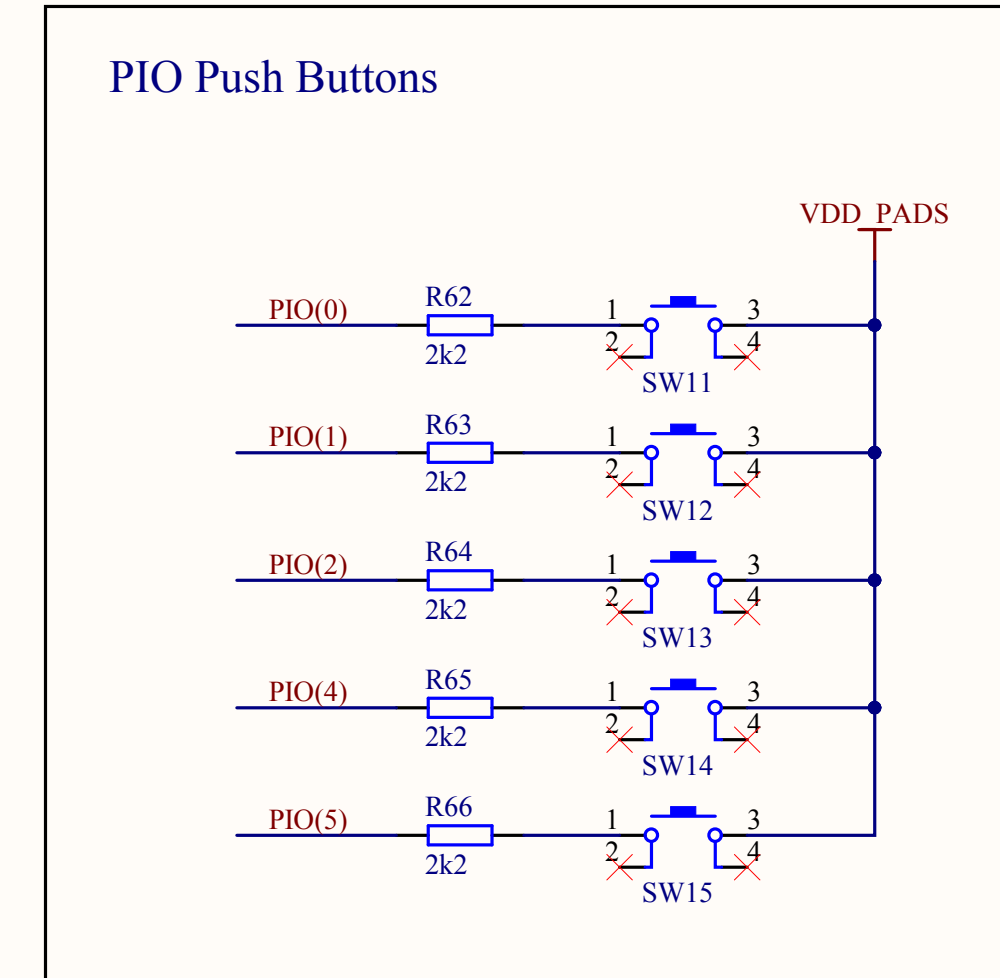 PIO Push Buttons
VDD_PADS
PIO(0) R62 2k2 1 2 3 4 SW11
PIO(1) R63 2k2 1 2 3 4 SW12
PIO(2) R64 2k2 1 2 3 4 SW13
PIO(4) R65 2k2 1 2 3 4 SW14
PIO(5) R66 2k2 1 2 3 4 SW15